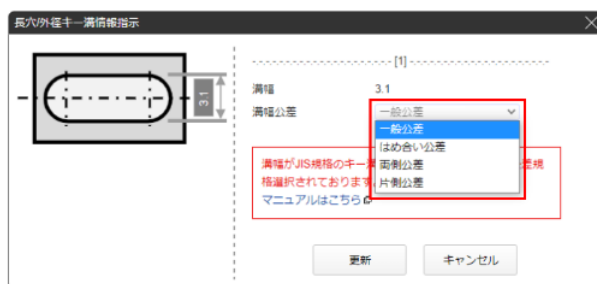 長穴/外径キー溝情報指示
[1]
溝幅 3.1
溝幅公差 一般公差
一般公差
はめ合い公差
両側公差
片側公差
3.1
溝幅がJIS規格のキー溝 差規
格選択されております
マニュアルはこちら
更新 キャンセル